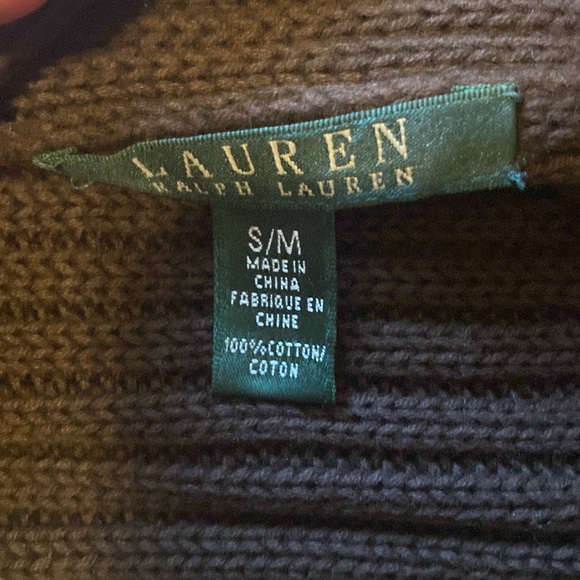 LAUREN
RALPH LAUREN
S/M
MADE IN
CHINA
FABRIQUE EN
CHINE
100%COTTON/
COTON